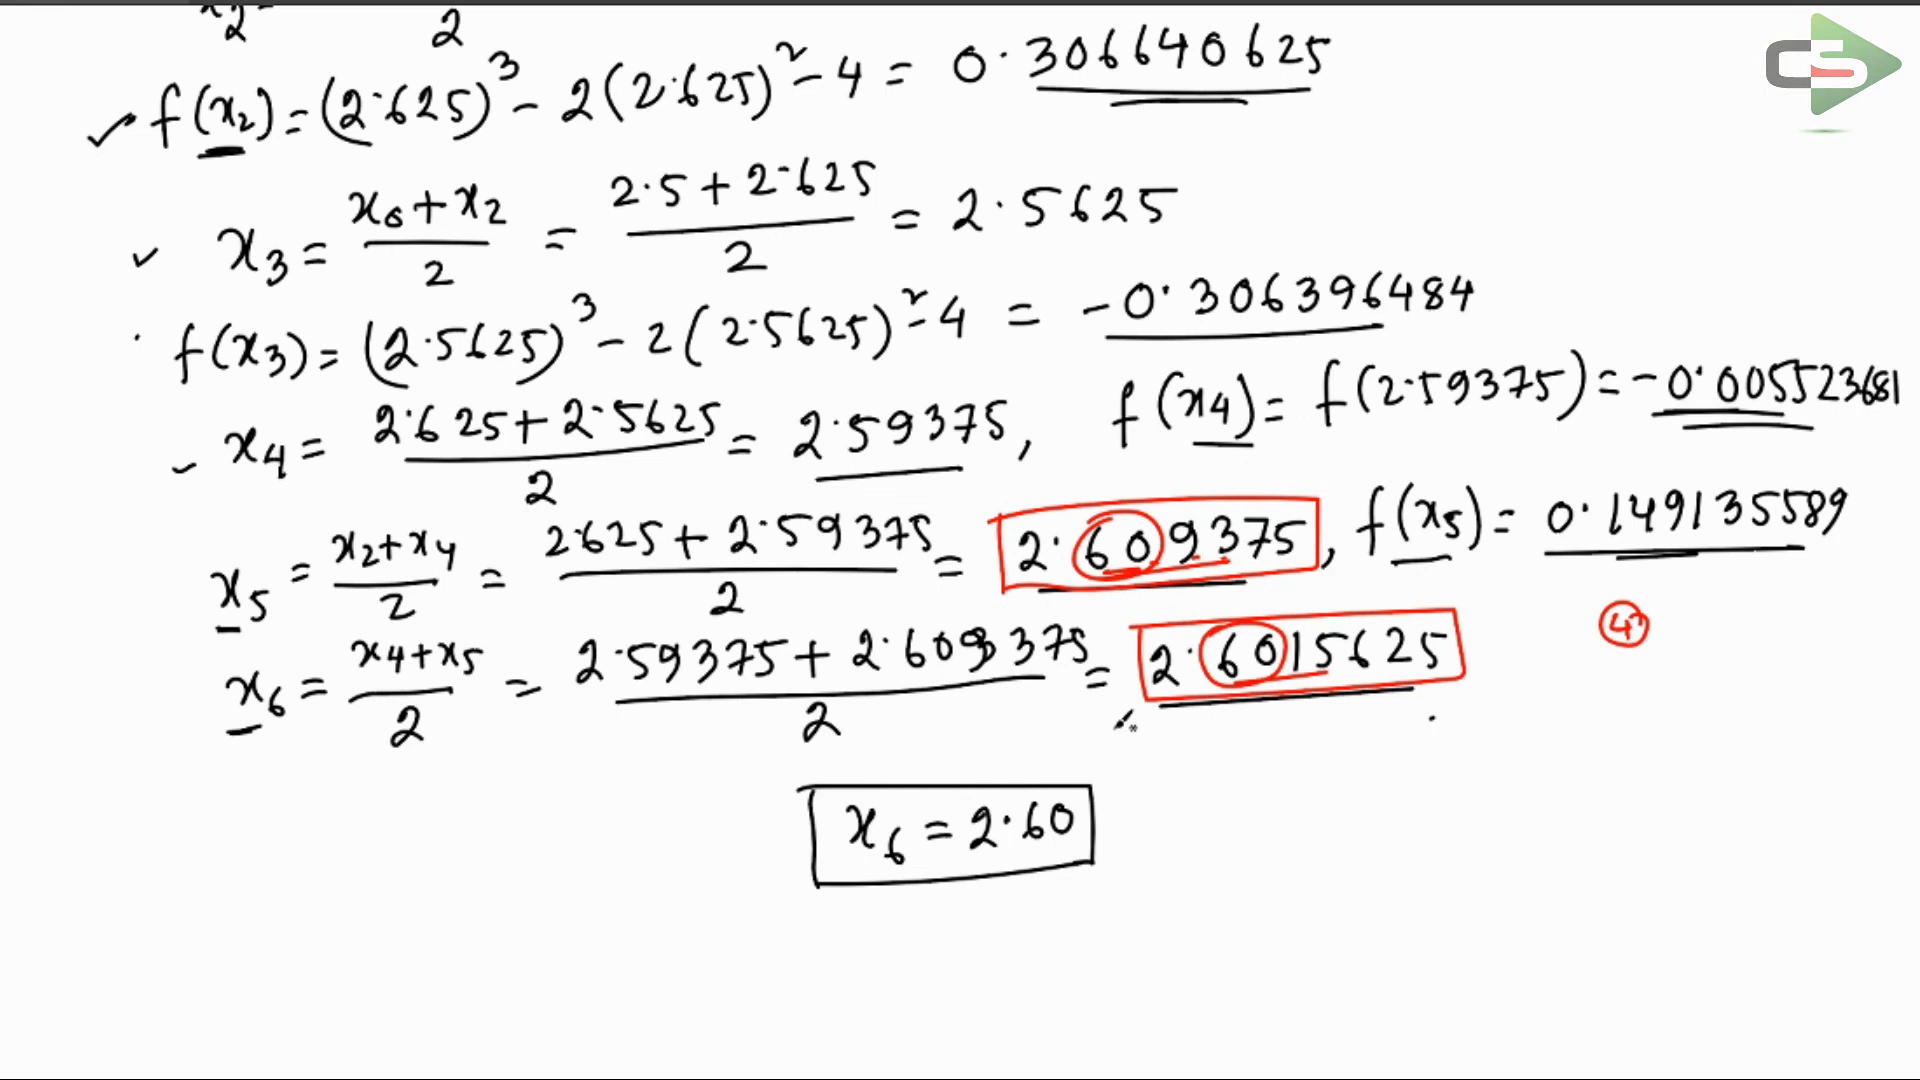 x2 = 2
✓ f(x2) = (2.625)³ - 2(2.625)² - 4 = 0.306640625
✓ x3 = (x0 + x2)/2 = (2.5 + 2.625)/2 = 2.5625
f(x3) = (2.5625)³ - 2(2.5625)² - 4 = -0.306396484
x4 = (2.625 + 2.5625)/2 = 2.59375, f(x4) = f(2.59375) = -0.005523681
x5 = (x2 + x4)/2 = (2.625 + 2.59375)/2 = 2.609375, f(x5) = 0.149135589
x6 = (x4 + x5)/2 = (2.59375 + 2.609375)/2 = 2.6015625
x6 = 2.60